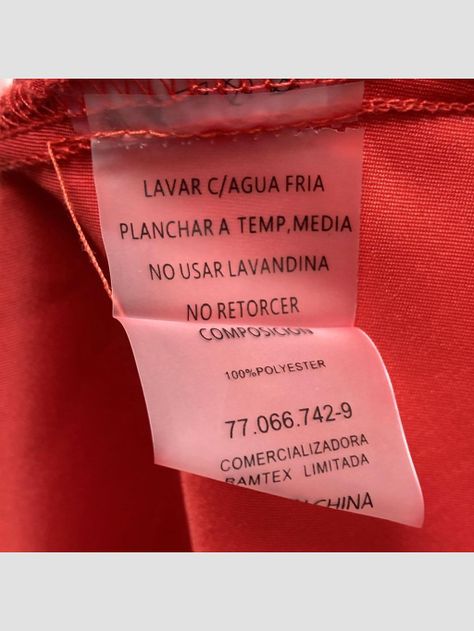 LAVAR C/AGUA FRIA
PLANCHAR A TEMP,MEDIA
NO USAR LAVANDINA
NO RETORCER
COMPOSICION
100%POLYESTER
77.066.742-9
COMERCIALIZADORA
RAMTEX LIMITADA
CHINA